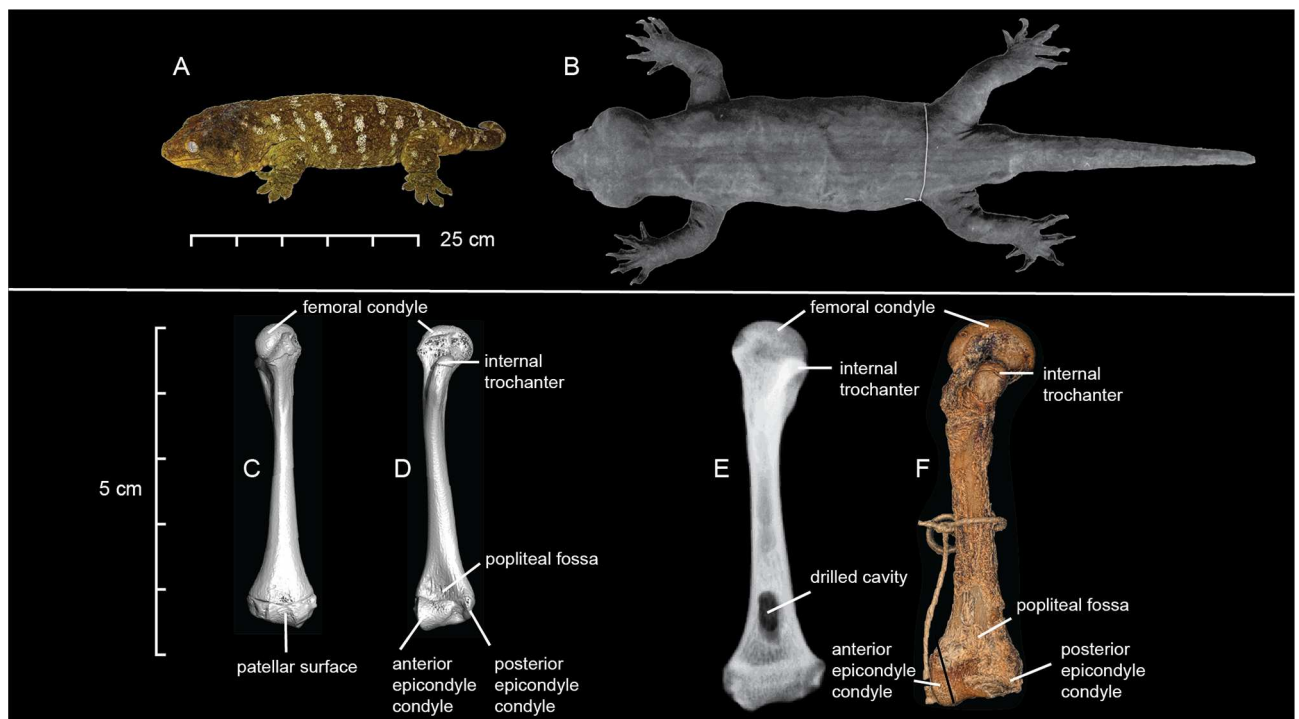 A
B
25 cm
femoral condyle
internal
trochanter
C
D
5 cm
popliteal fossa
patellar surface
anterior
epicondyle
condyle
posterior
epicondyle
condyle
femoral condyle
internal
trochanter
internal
trochanter
E
F
drilled cavity
popliteal fossa
anterior
epicondyle
condyle
posterior
epicondyle
condyle